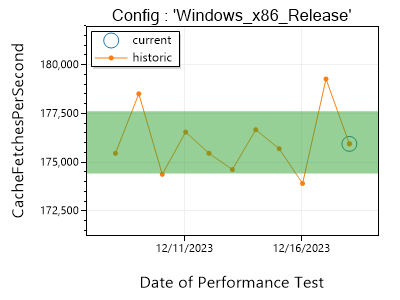 Config : 'Windows_x86_Release'
current
historic
CacheFetchesPerSecond
180,000
177,500
175,000
172,500
12/11/2023
12/16/2023
Date of Performance Test